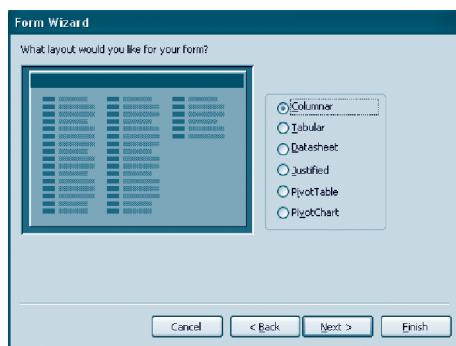 Form Wizard
What layout would you like for your form?
Columnar
Tabular
Datasheet
Justified
PivotTable
PivotChart
Cancel
< Back
Next >
Finish